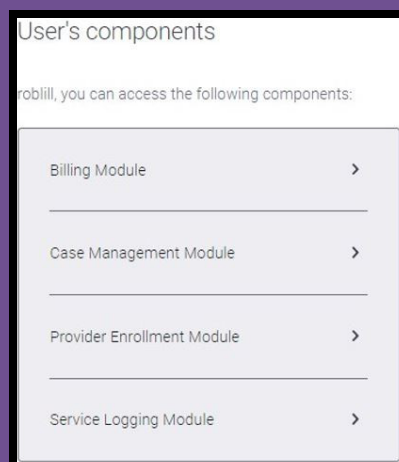 User's components
roblill, you can access the following components:
Billing Module
Case Management Module
Provider Enrollment Module
Service Logging Module